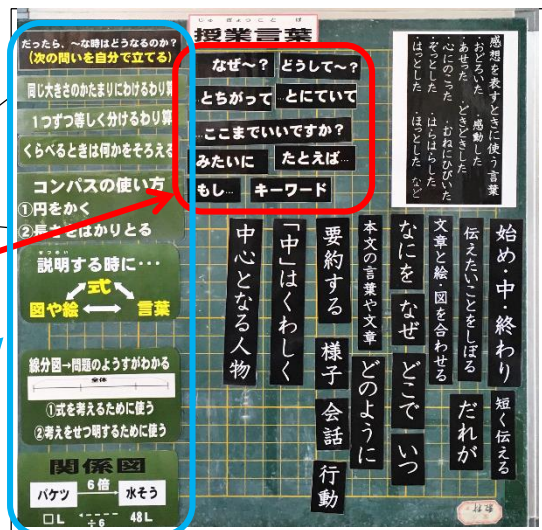 じゅぎょうことば
授業言葉
だったら、～な時はどうなるのか？
(次の問いを自分で立てる)
同じ大きさのかたまりにわけるわり算
１つずつ等しく分けるわり算
くらべるときは何かをそろえる
コンパスの使い方
①円をかく
②長さをはかりとる
せつめい
説明する時に・・・
式
図や絵
言葉
線分図→問題のようすがわかる
全体
①式を考えるために使う
②考えをせつ明するために使う
関係図
6倍
バケツ
水そう
□L
÷6
48L
なぜ～？
どうして～？
…とちがって
…とにていて
…ここまでいいですか？
みたいに
たとえば…
もし…
キーワード
感想を表すときに使う言葉
・おどろいた
・感動した
・あせった
・どきどきした
・心にのこった
・むねにひびいた
・ぞっとした
・はらはらした
・はっとした
・ほっとした など
始め・中・終わり
短く伝える
伝えたいことをしぼる
だれが
文章と絵・図を合わせる
なにを
なぜ
どこで
いつ
本文の言葉や文章
どのように
要約する
様子
会話
行動
「中」はくわしく
中心となる人物